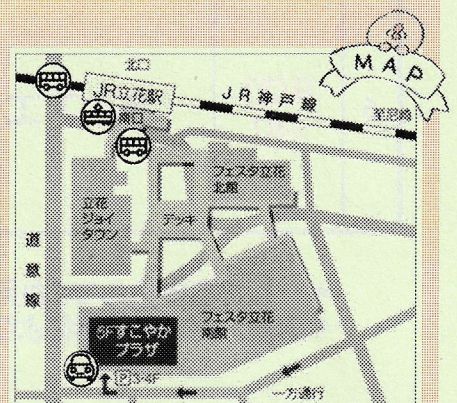 MAP
北口
JR立花駅
南口
JR神戸線
至尼崎
フェスタ立花
北館
立花
ジョイ
タウン
デッキ
道意線
フェスタ立花
南館
6Fすこやか
プラザ
P3・4F
一方通行